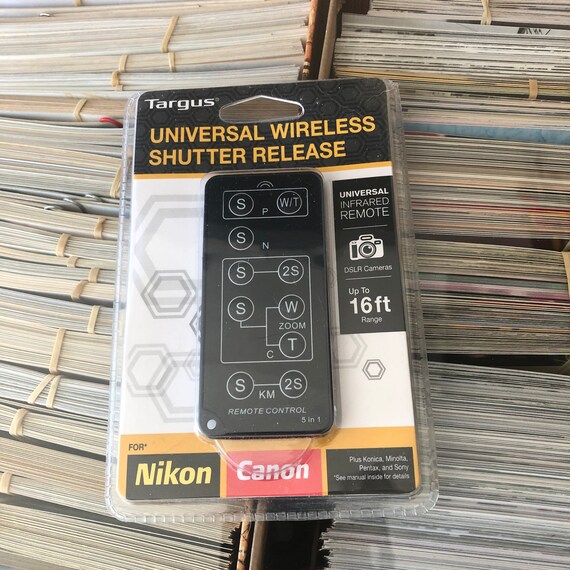 Targus®
UNIVERSAL WIRELESS
SHUTTER RELEASE
S P W/T
S N
S 2S
S W
ZOOM
C T
S KM 2S
REMOTE CONTROL
5 in 1
UNIVERSAL
INFRARED
REMOTE
DSLR Cameras
Up To
16ft
Range
FOR*
Nikon Canon
Plus Konica, Minolta,
Pentax, and Sony
*See manual inside for details